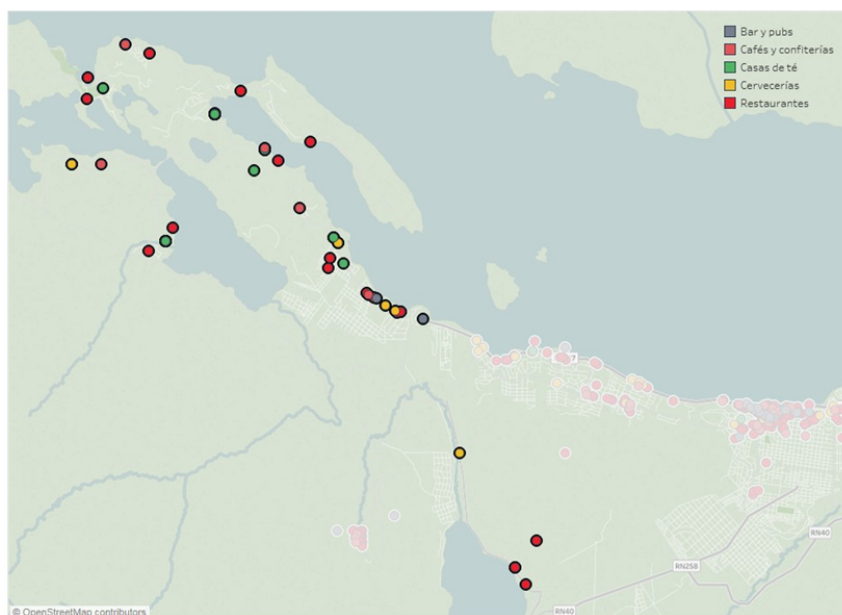 Bar y pubs
Cafés y confiterías
Casas de té
Cervecerías
Restaurantes
RN40
RN258
RN40
© OpenStreetMap contributors